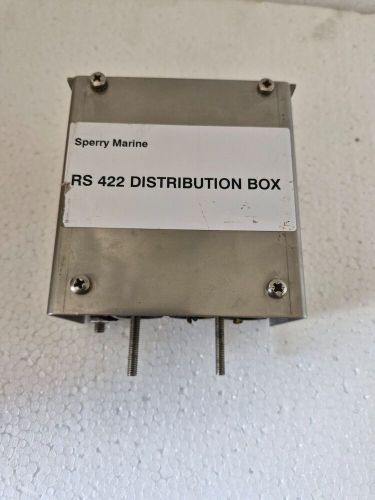 Sperry Marine
RS 422 DISTRIBUTION BOX